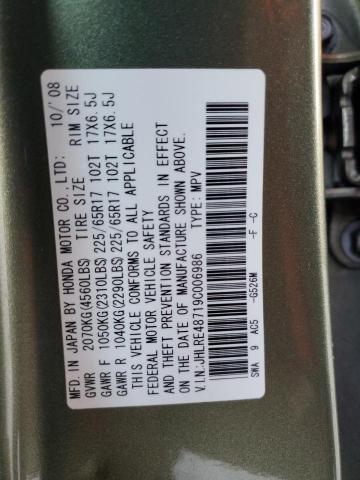 MFD. IN JAPAN BY HONDA MOTOR CO., LTD: 10/'08
GVWR 2070KG(4560LBS) TIRE SIZE RIM SIZE
GAWR F 1050KG(2310LBS) 225/65R17 102T 17X6.5J
GAWR R 1040KG(2290LBS) 225/65R17 102T 17X6.5J
THIS VEHICLE CONFORMS TO ALL APPLICABLE
FEDERAL MOTOR VEHICLE SAFETY
AND THEFT PREVENTION STANDARDS IN EFFECT
ON THE DATE OF MANUFACTURE SHOWN ABOVE.
V.I.N:JHLRE48719C006986 TYPE: MPV
SWA 9 AC5 -G526M -F -C